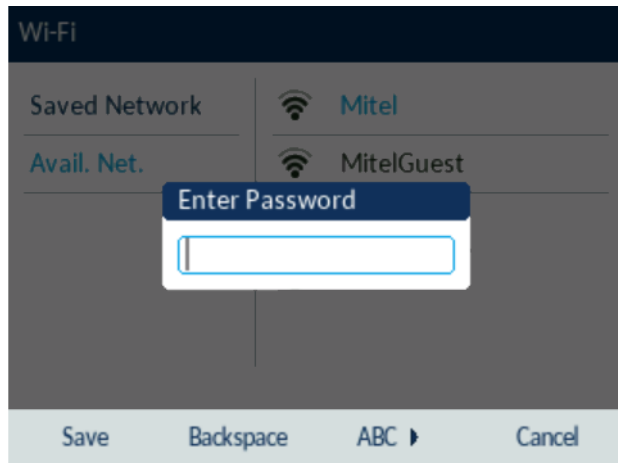 Wi-Fi
Saved Network
Mitel
Avail. Net.
MitelGuest
Enter Password
Save
Backspace
ABC
Cancel